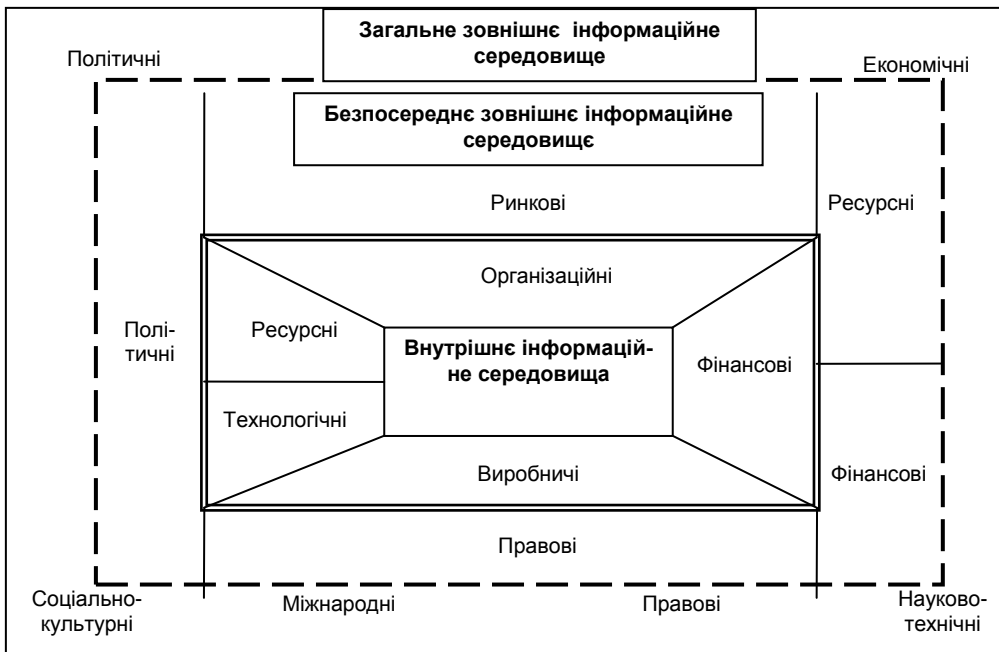 Загальне зовнішнє інформаційне
середовище
Політичні
Економічні
Безпосереднє зовнішнє інформаційне
середовищє
Ринкові
Ресурсні
Організаційні
Полі-
тичні
Ресурсні
Внутрішнє інформацій-
не середовища
Фінансові
Технологічні
Виробничі
Фінансові
Правові
Соціально-
культурні
Міжнародні
Правові
Науково-
технічні